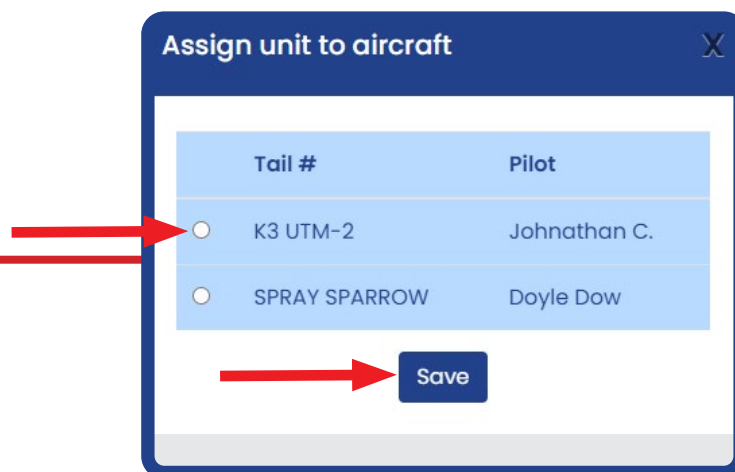 Assign unit to aircraft X
Tail # Pilot
K3 UTM-2 Johnathan C.
SPRAY SPARROW Doyle Dow
Save